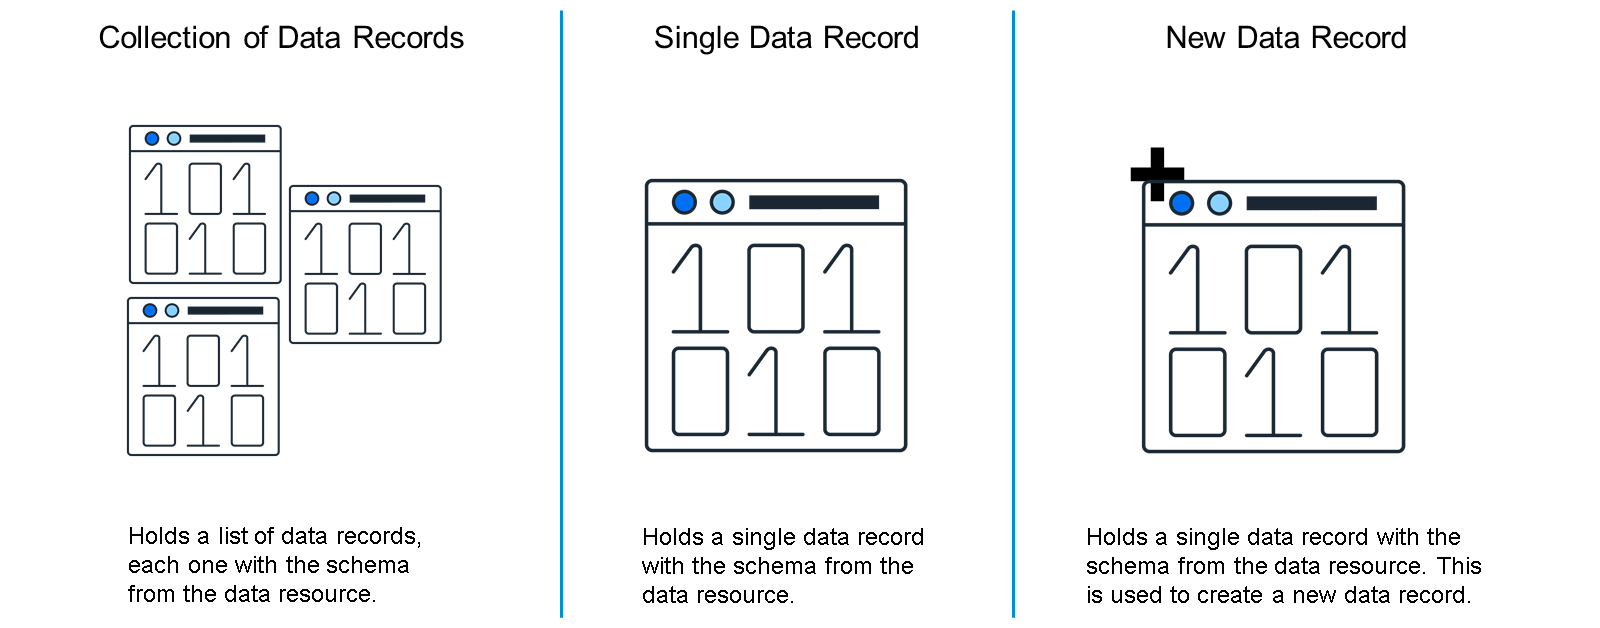 Collection of Data Records
101
010
101
010
101
010
Holds a list of data records,
each one with the schema
from the data resource.
Single Data Record
101
010
Holds a single data record
with the schema from the
data resource.
New Data Record
101
010
Holds a single data record with the
schema from the data resource. This
is used to create a new data record.